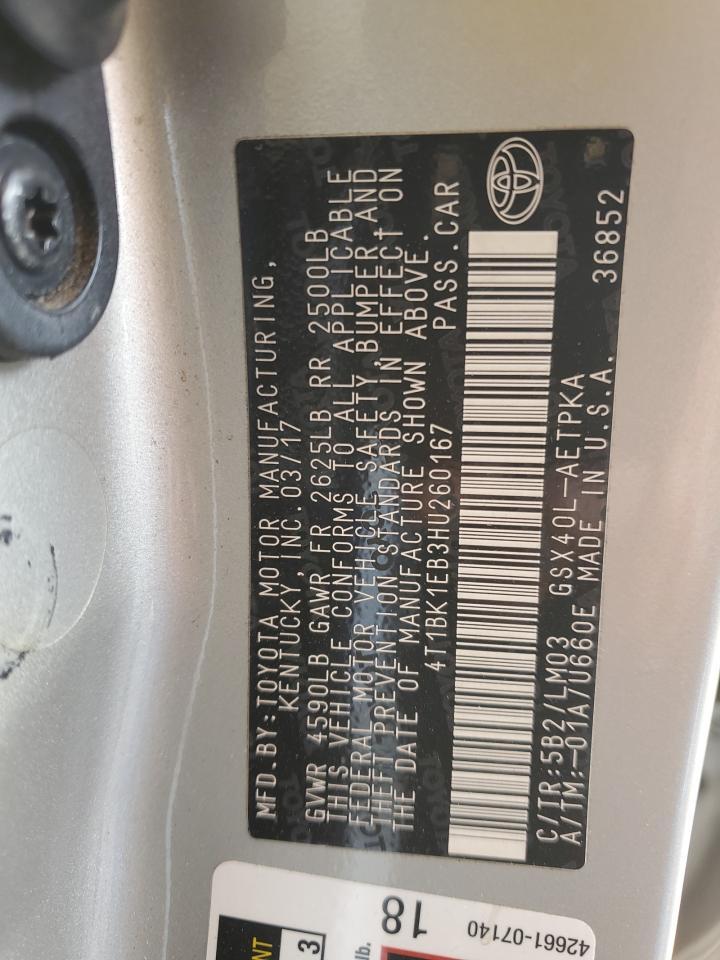 MFD.BY:TOYOTA MOTOR MANUFACTURING,
KENTUCKY, INC.03/17
GVWR 4590LB GAWR FR 2625LB RR 2500LB
THIS VEHICLE CONFORMS TO ALL APPLICABLE
FEDERAL MOTOR VEHICLE SAFETY, BUMPER, AND
THEFT PREVENTION STANDARDS IN EFFECT ON
THE DATE OF MANUFACTURE SHOWN ABOVE.
4T1BK1EB3HU260167 PASS.CAR
C/TR:5B2/LM03 GSX40L-AETPKA
A/TM:-01A/U660E MADE IN U.S.A. 36852
18
42661-07140
lb.
3